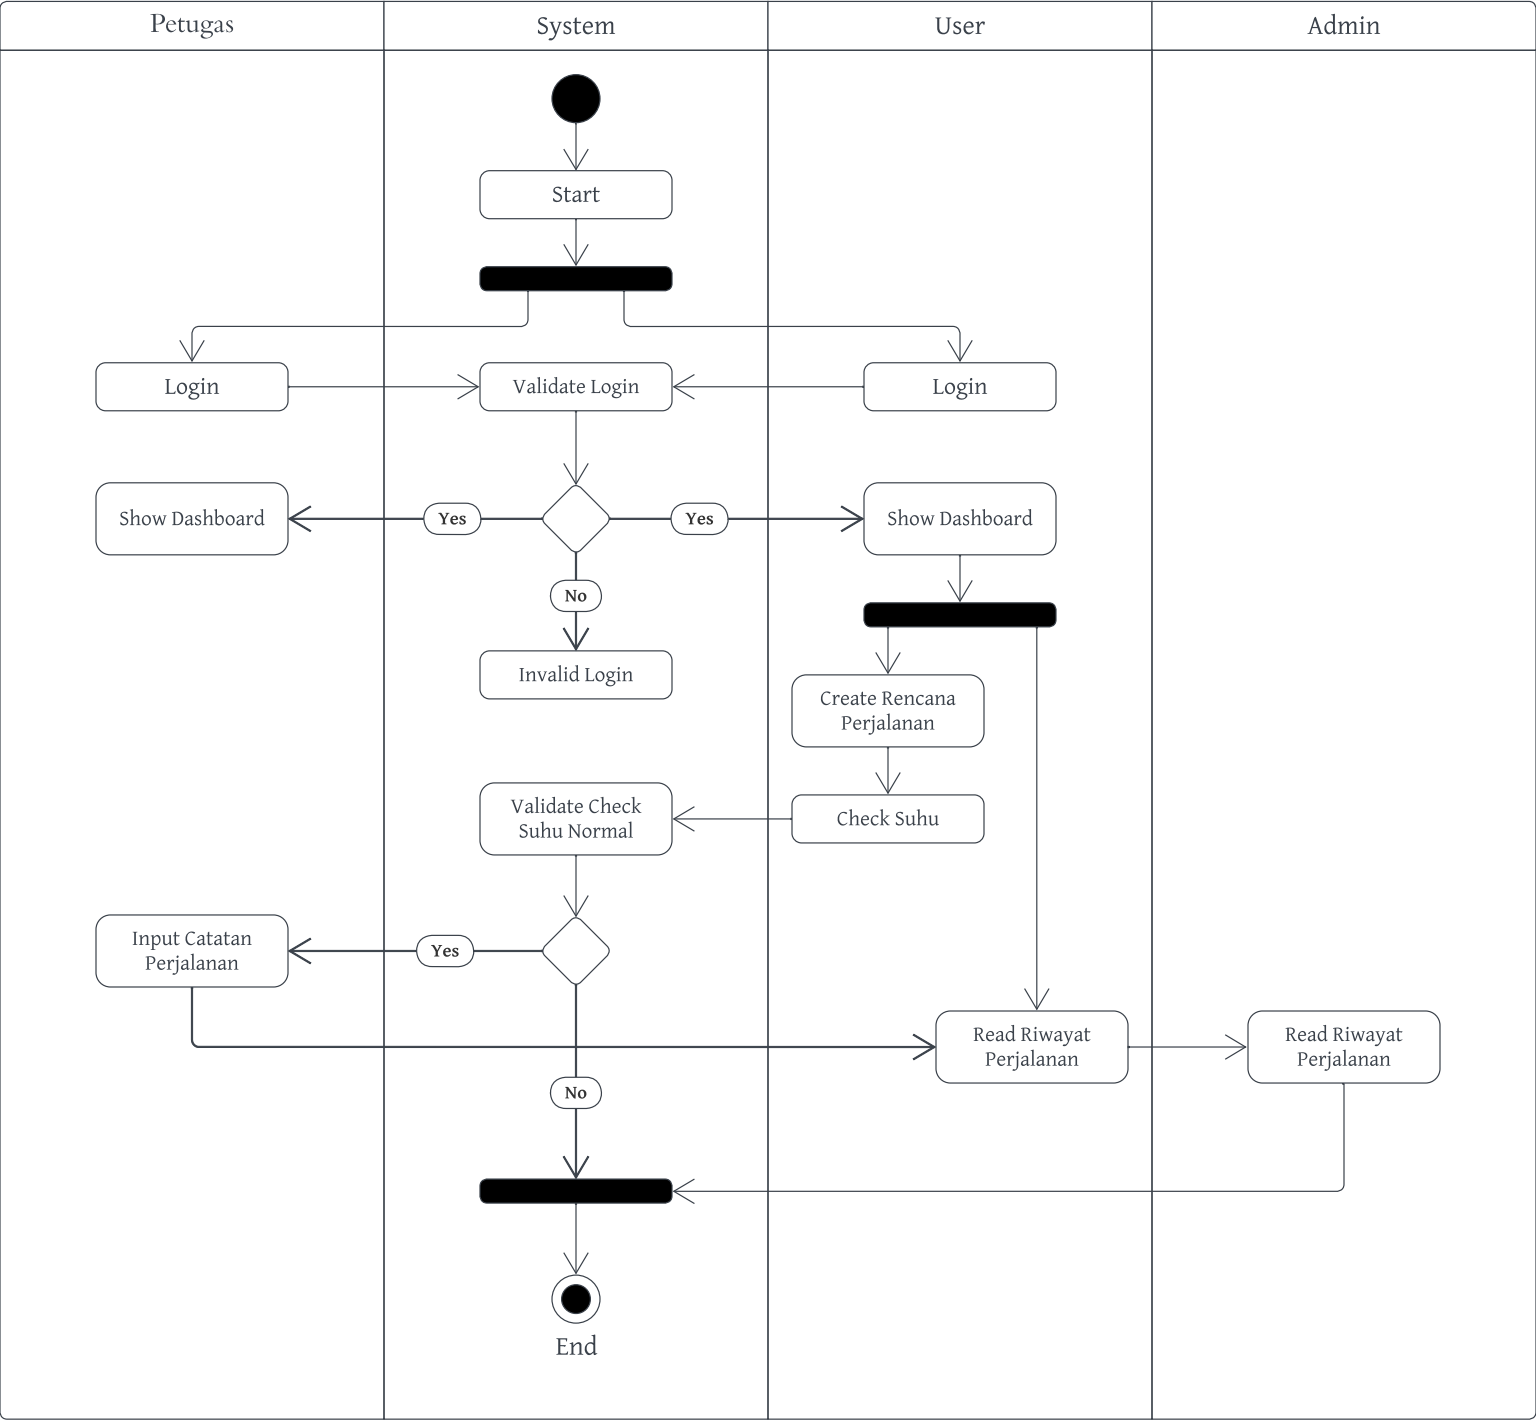 Petugas
System
User
Admin
Start
Login
Validate Login
Login
Show Dashboard
Yes
Yes
Show Dashboard
No
Invalid Login
Create Rencana
Perjalanan
Validate Check
Suhu Normal
Check Suhu
Input Catatan
Perjalanan
Yes
Read Riwayat
Perjalanan
Read Riwayat
Perjalanan
No
End